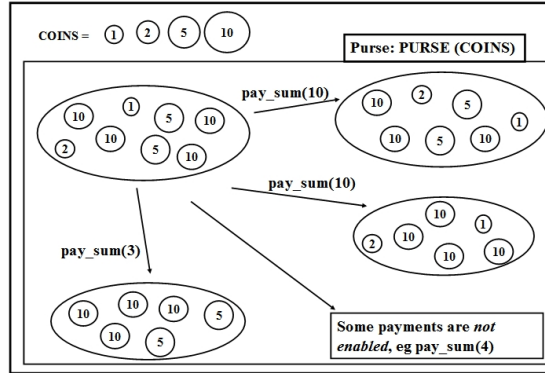 COINS = 1 2 5 10
Purse: PURSE (COINS)
pay_sum(10)
10 1 5 10
2 10 5 10
10 2 5 1
10 5 10
pay_sum(10)
10 1
2 10 10 10
pay_sum(3)
10 10 10 5
10 5
Some payments are not
enabled, eg pay_sum(4)